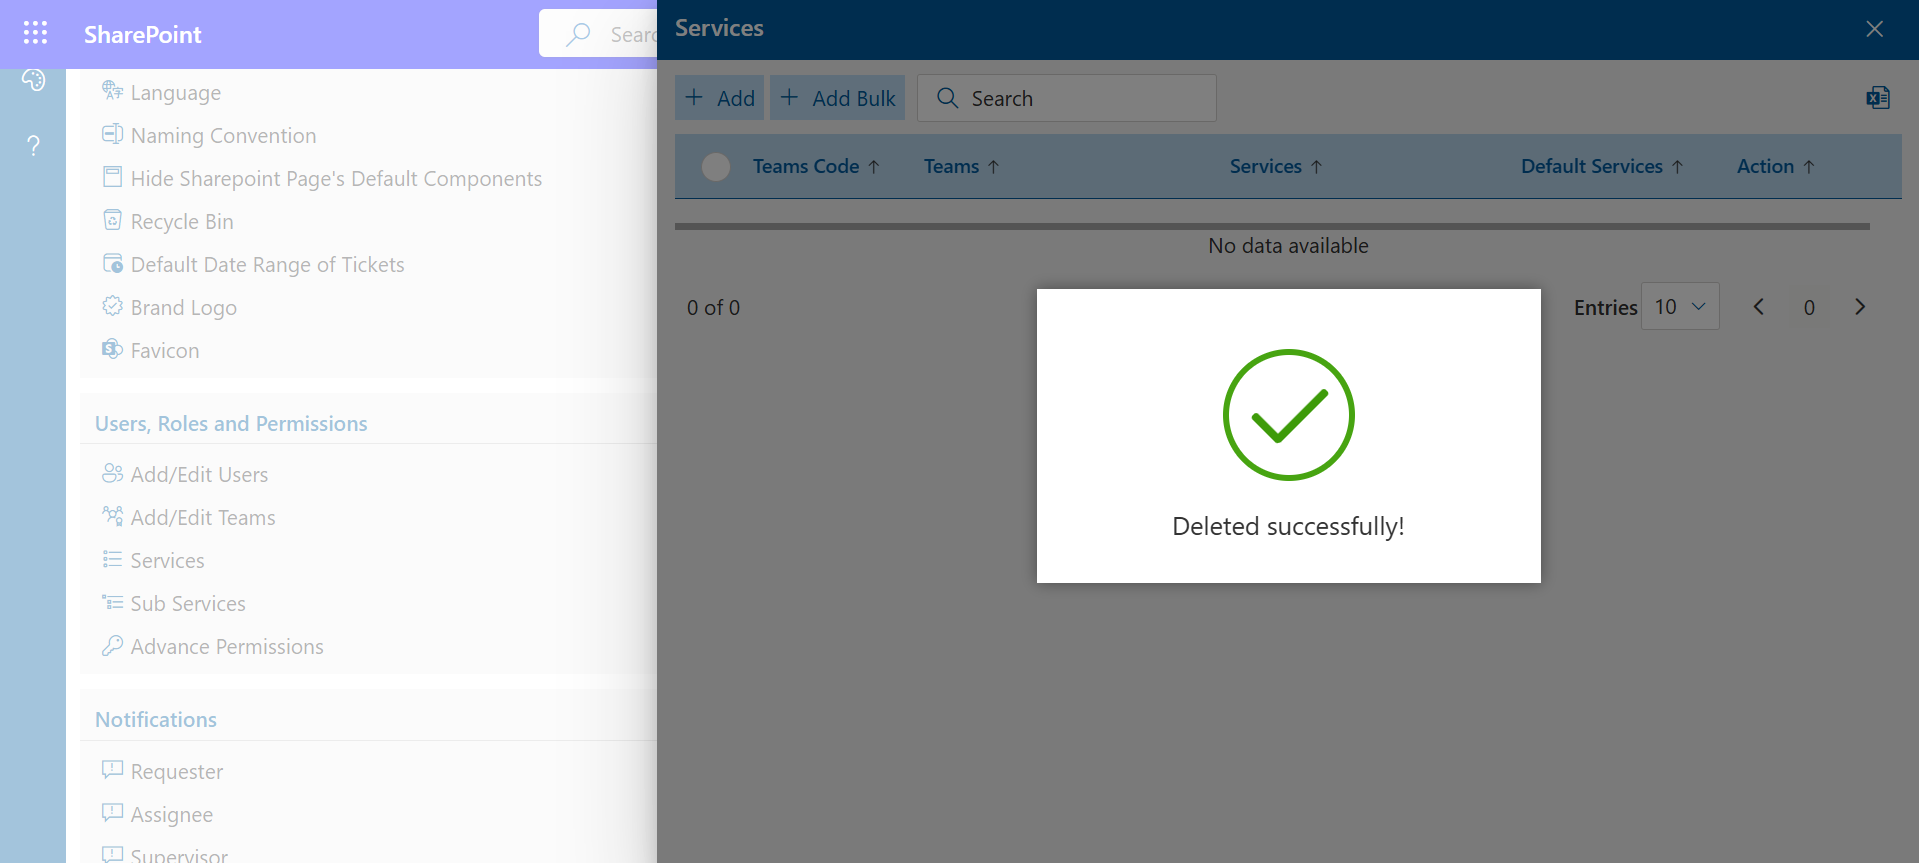 SharePoint
Sear
Language
Naming Convention
Hide Sharepoint Page's Default Components
Recycle Bin
Default Date Range of Tickets
Brand Logo
Favicon
Users, Roles and Permissions
Add/Edit Users
Add/Edit Teams
Services
Sub Services
Advance Permissions
Notifications
Requester
Assignee
Supervisor
Services
+ Add + Add Bulk Search
Teams Code ↑ Teams ↑ Services ↑ Default Services ↑ Action ↑
No data available
0 of 0 Entries 10 0
Deleted successfully!